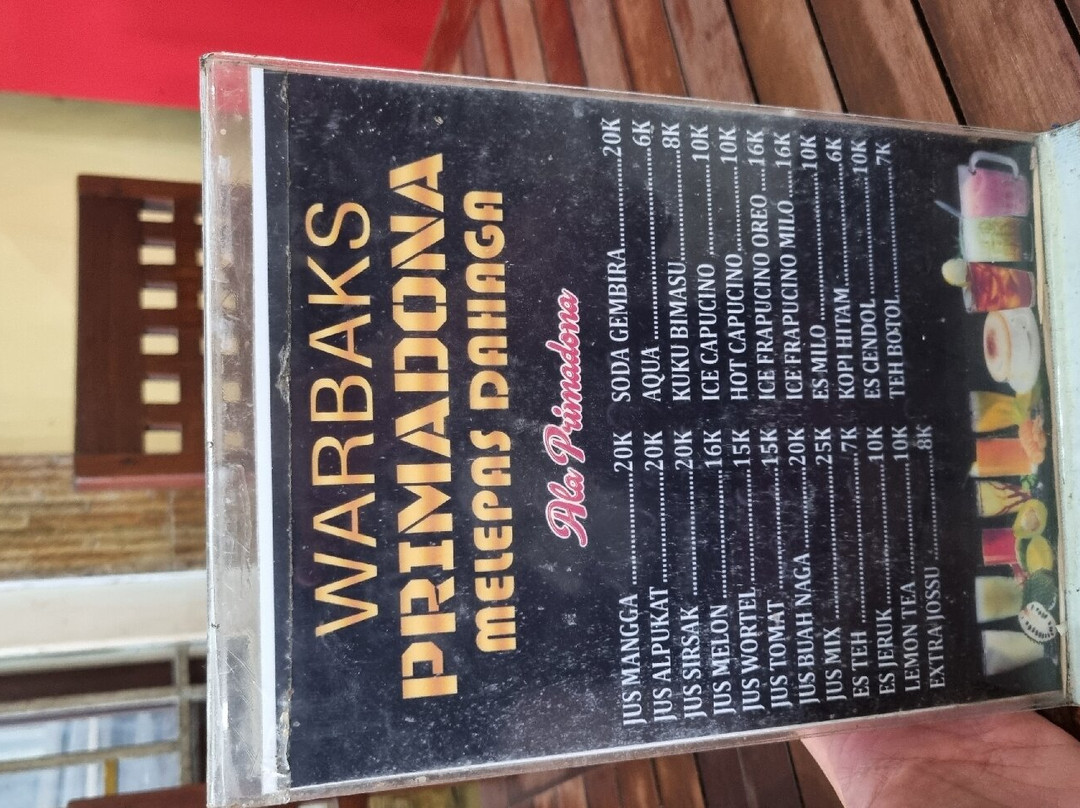 WARBAKS
PRIMADONA
MELEPAS DAHAGA
Ala Primadona
JUS MANGGA....................20K
JUS ALPUKAT...................20K
JUS SIRSAK....................20K
JUS MELON.....................16K
JUS WORTEL....................15K
JUS TOMAT.....................15K
JUS BUAH NAGA.................20K
JUS MIX.......................25K
ES TEH........................7K
ES JERUK......................10K
LEMON TEA.....................10K
EXTRA JOSSU...................8K
SODA GEMBIRA..................20K
AQUA..........................6K
KUKU BIMASU...................8K
ICE CAPUCINO..................10K
HOT CAPUCINO..................10K
ICE FRAPUCINO OREO....16K
ICE FRAPUCINO MILO....16K
ES MILO.......................10K
KOPI HITAM....................6K
ES CENDOL.....................10K
TEH BOTOL.....................7K